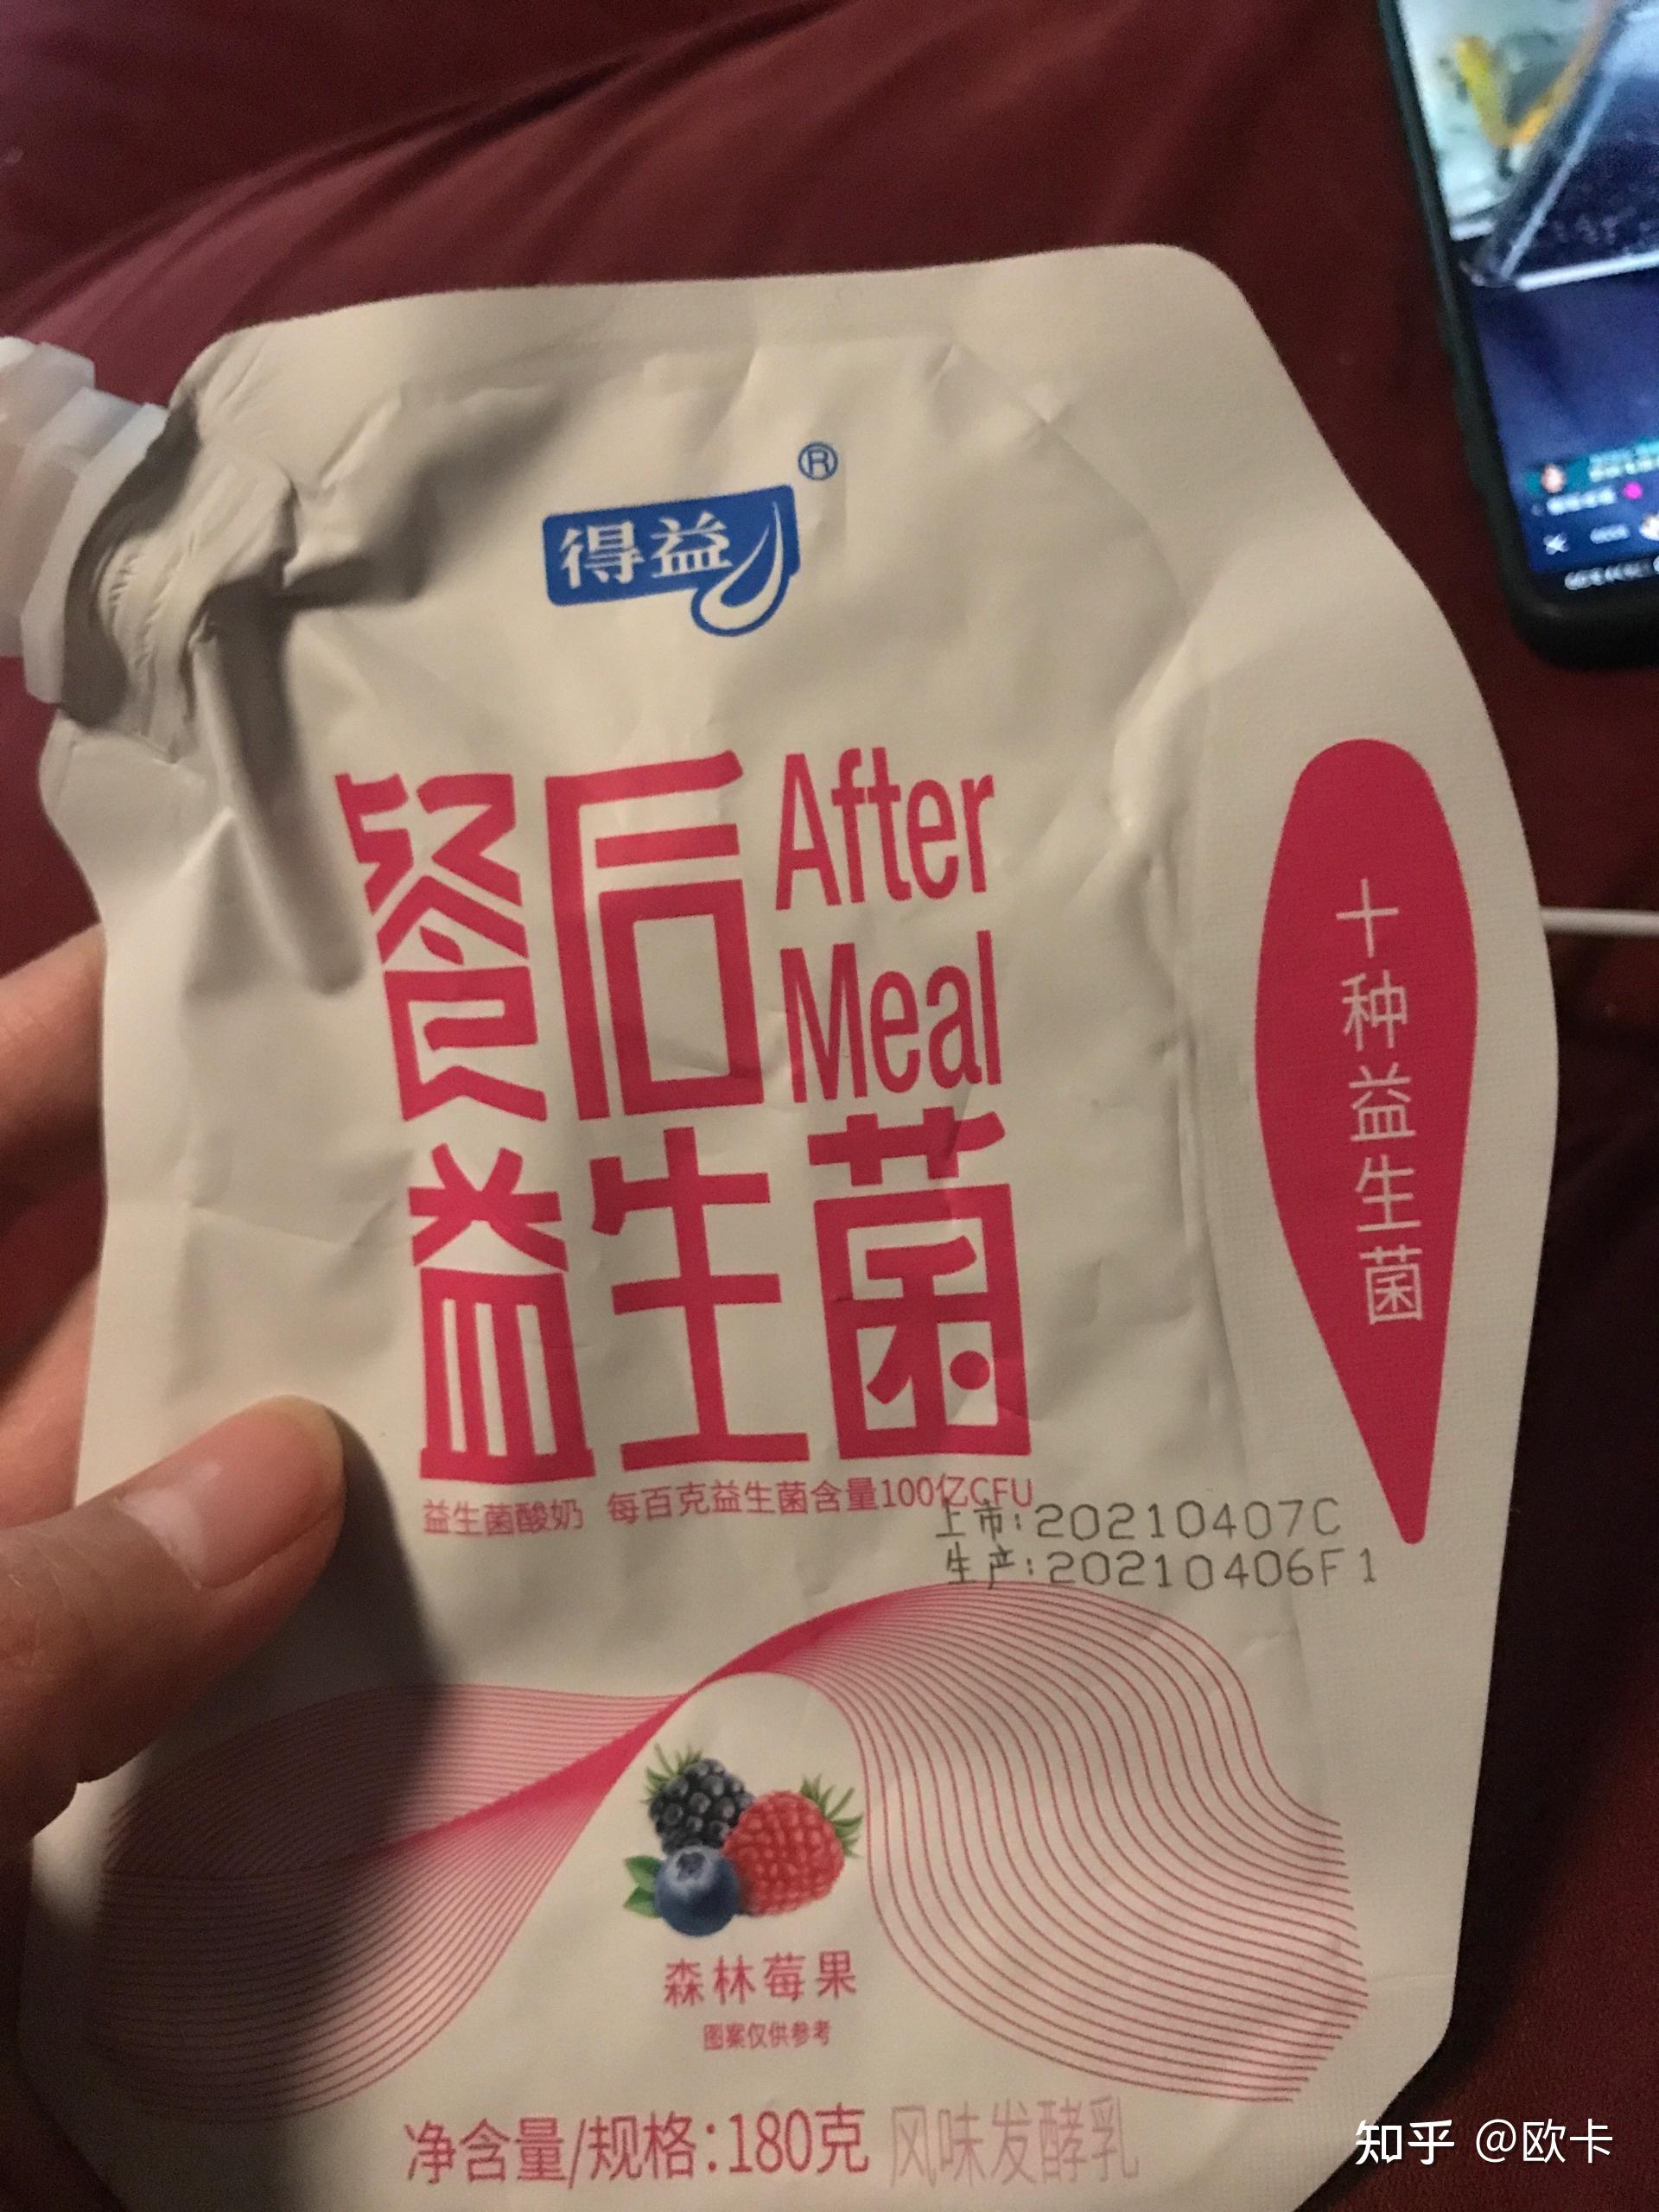 得益®
餐后 After Meal
益生菌
十种益生菌
益生菌酸奶 每百克益生菌含量100亿CFU
上市:20210407C
生产:20210406F1
森林莓果
图案仅供参考
净含量/规格:180克 风味发酵乳
知乎 @欧卡